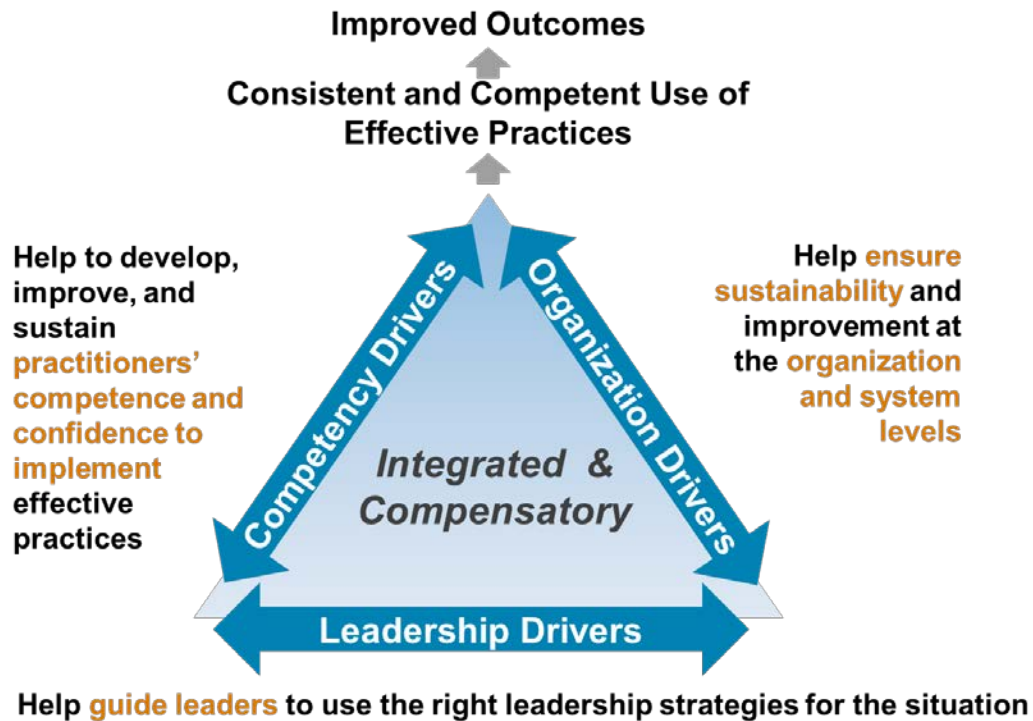 Improved Outcomes
Consistent and Competent Use of
Effective Practices
Help to develop,
improve, and
sustain
practitioners’
competence and
confidence to
implement
effective
practices
Competency Drivers
Organization Drivers
Help ensure
sustainability and
improvement at
the organization
and system
levels
Integrated &
Compensatory
Leadership Drivers
Help guide leaders to use the right leadership strategies for the situation